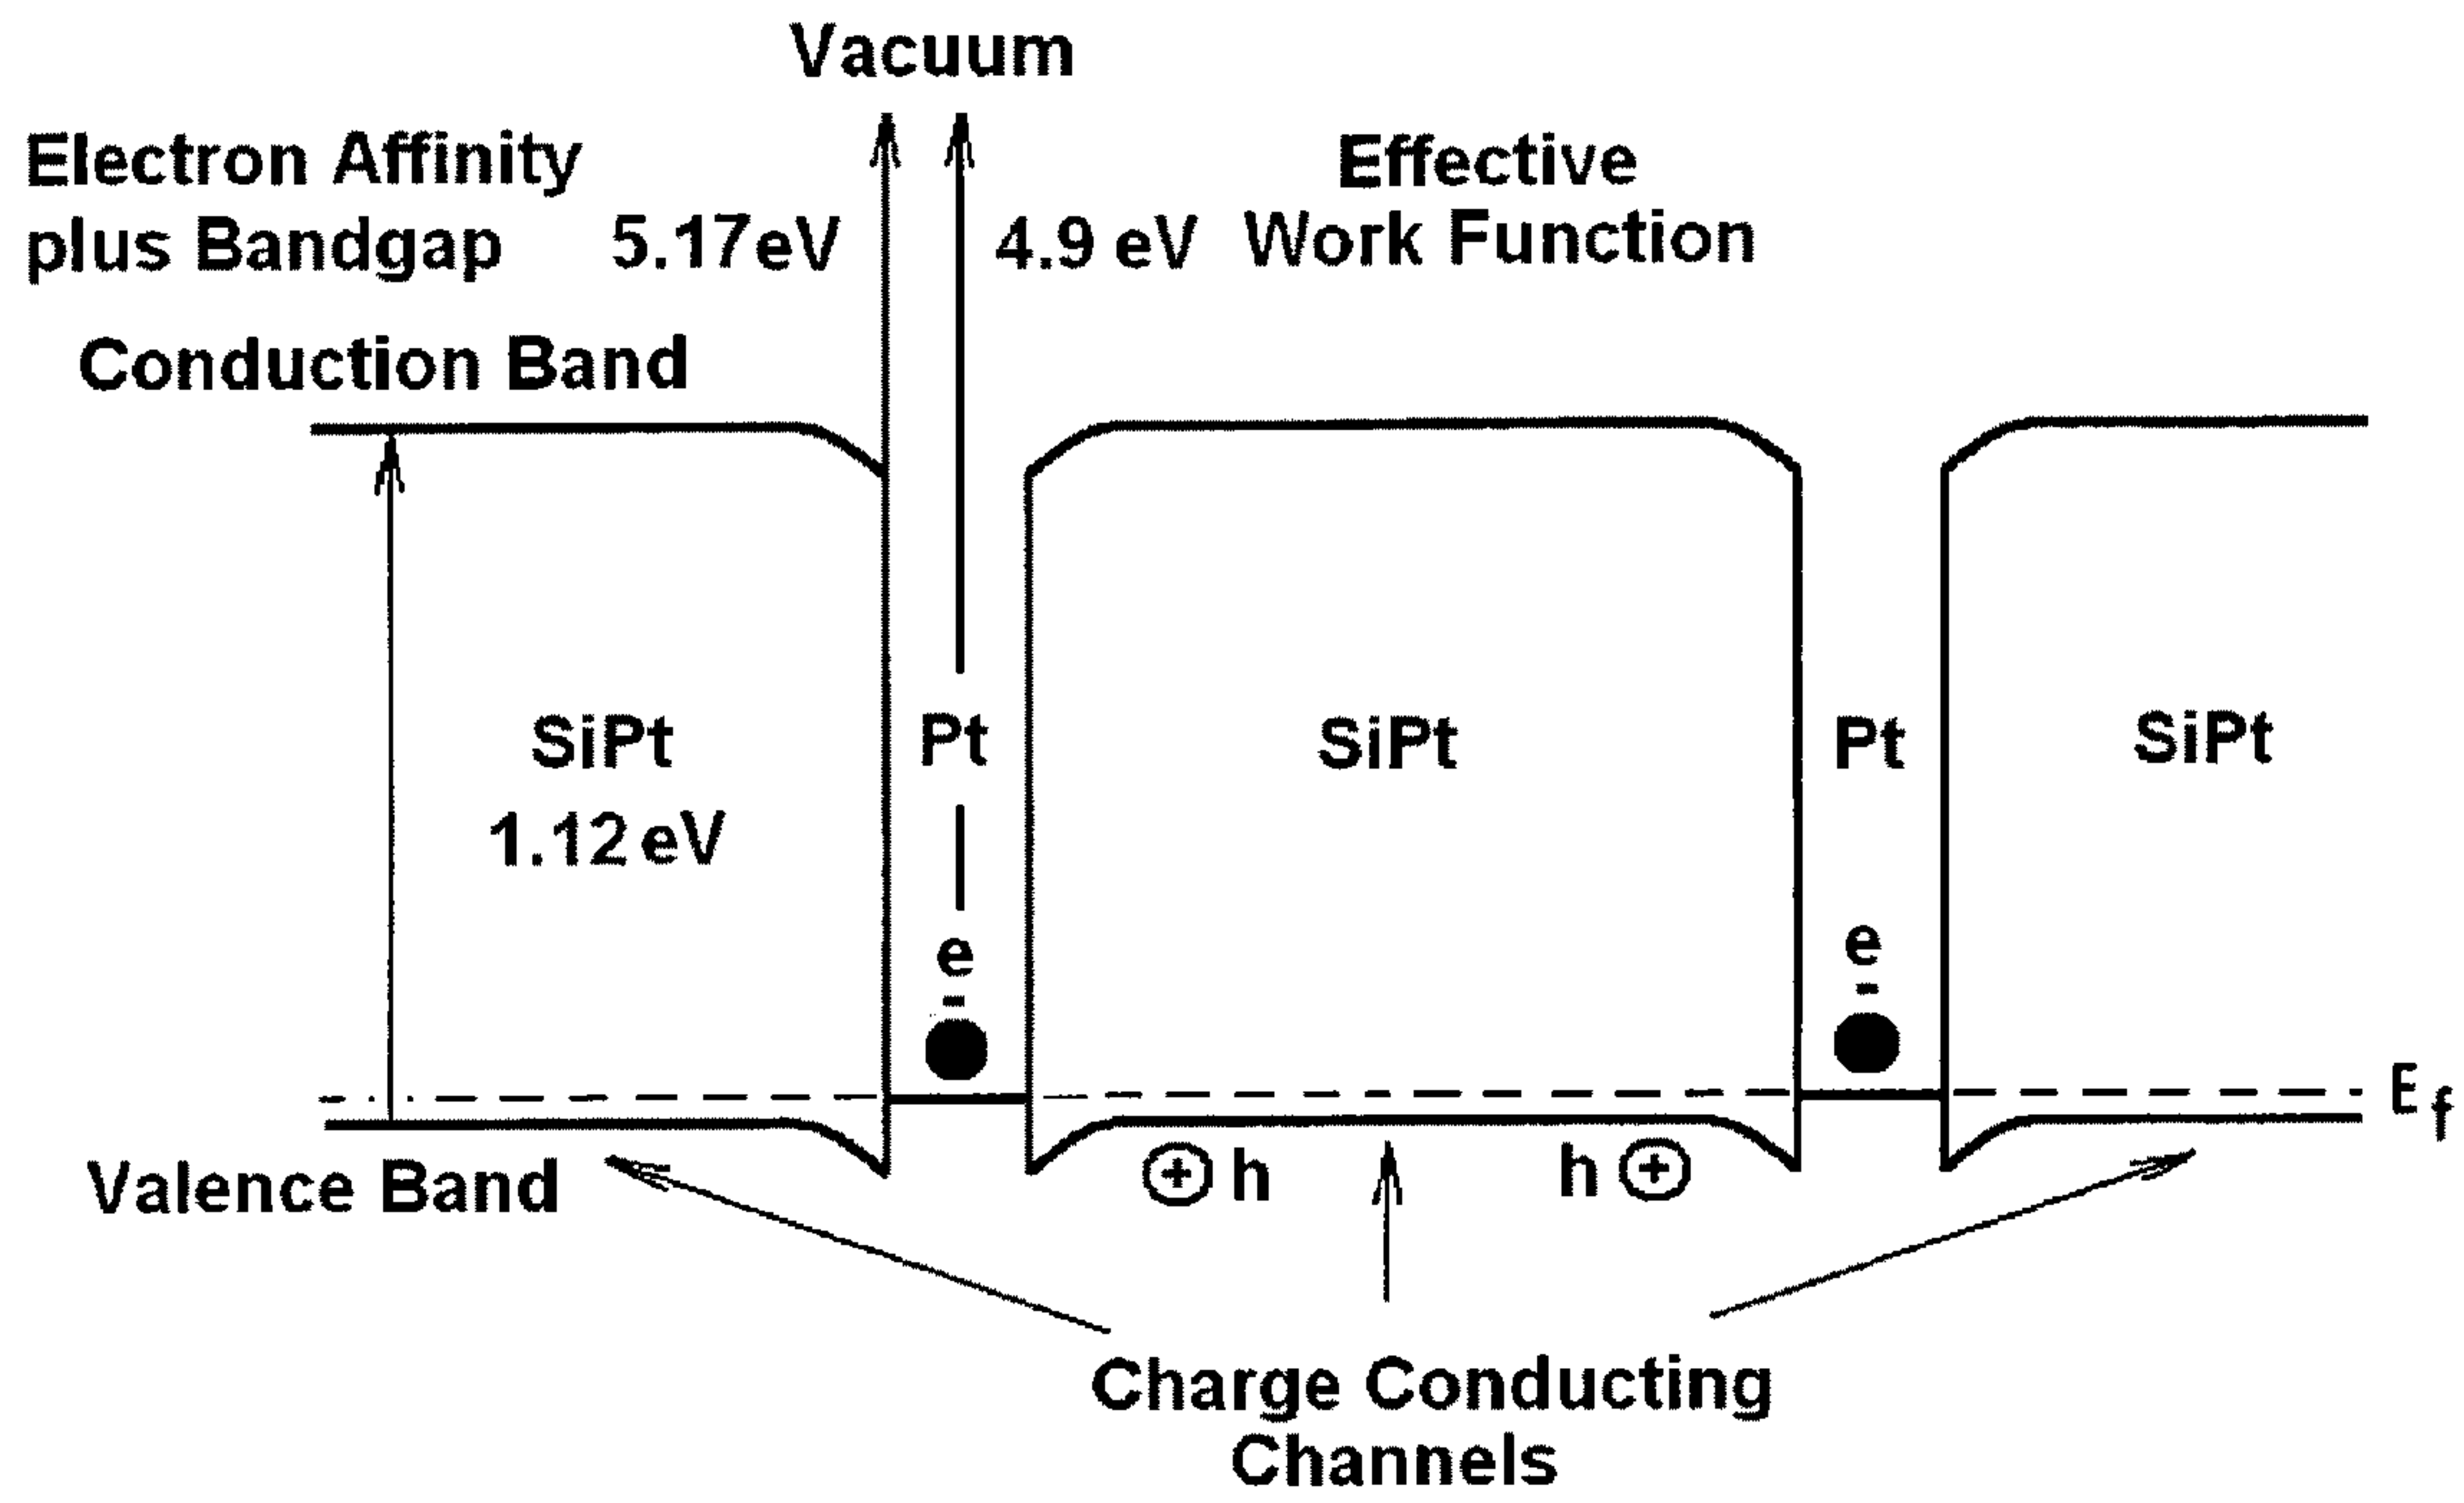 Vacuum
Electron Affinity
plus Bandgap 5.17eV
4.9 eV
Effective
Work Function
Conduction Band
SiPt
1.12 eV
Pt
SiPt
Pt
SiPt
e
-
e
-
Ef
Valence Band
+ h
h +
Charge Conducting
Channels